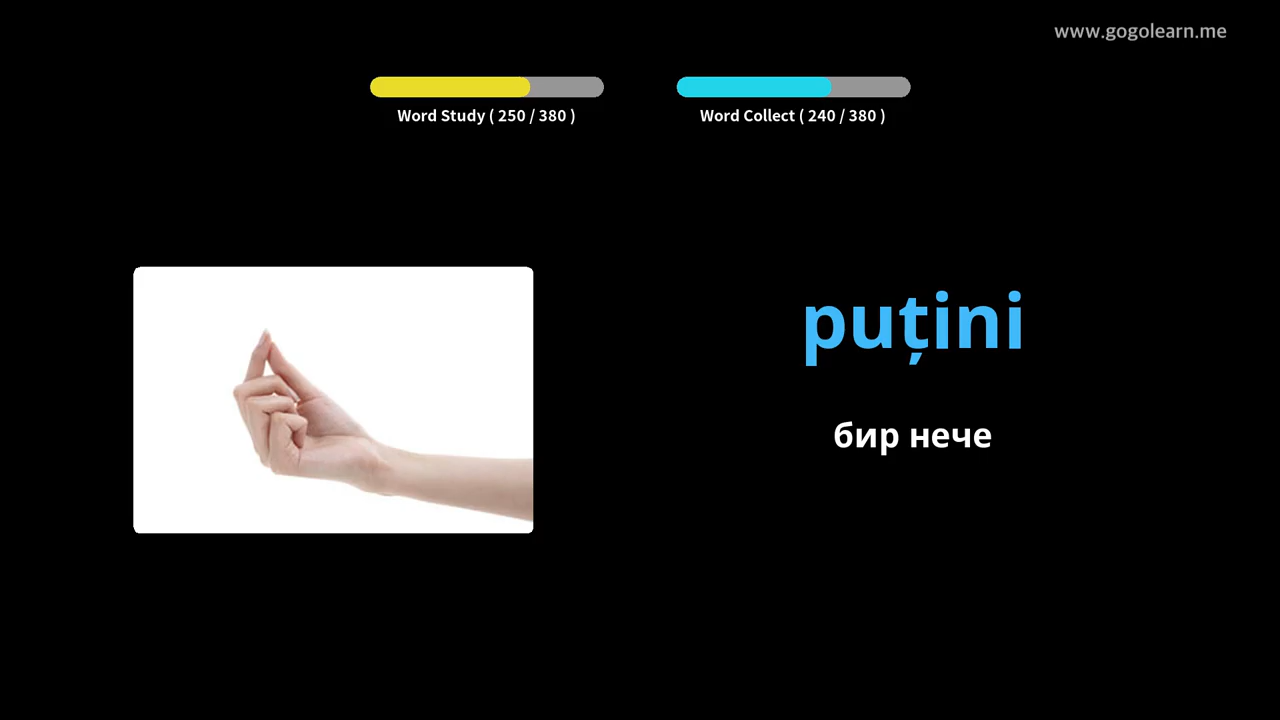 www.gogolearn.me
Word Study ( 250 / 380 )
Word Collect ( 240 / 380 )
puțini
бир нече